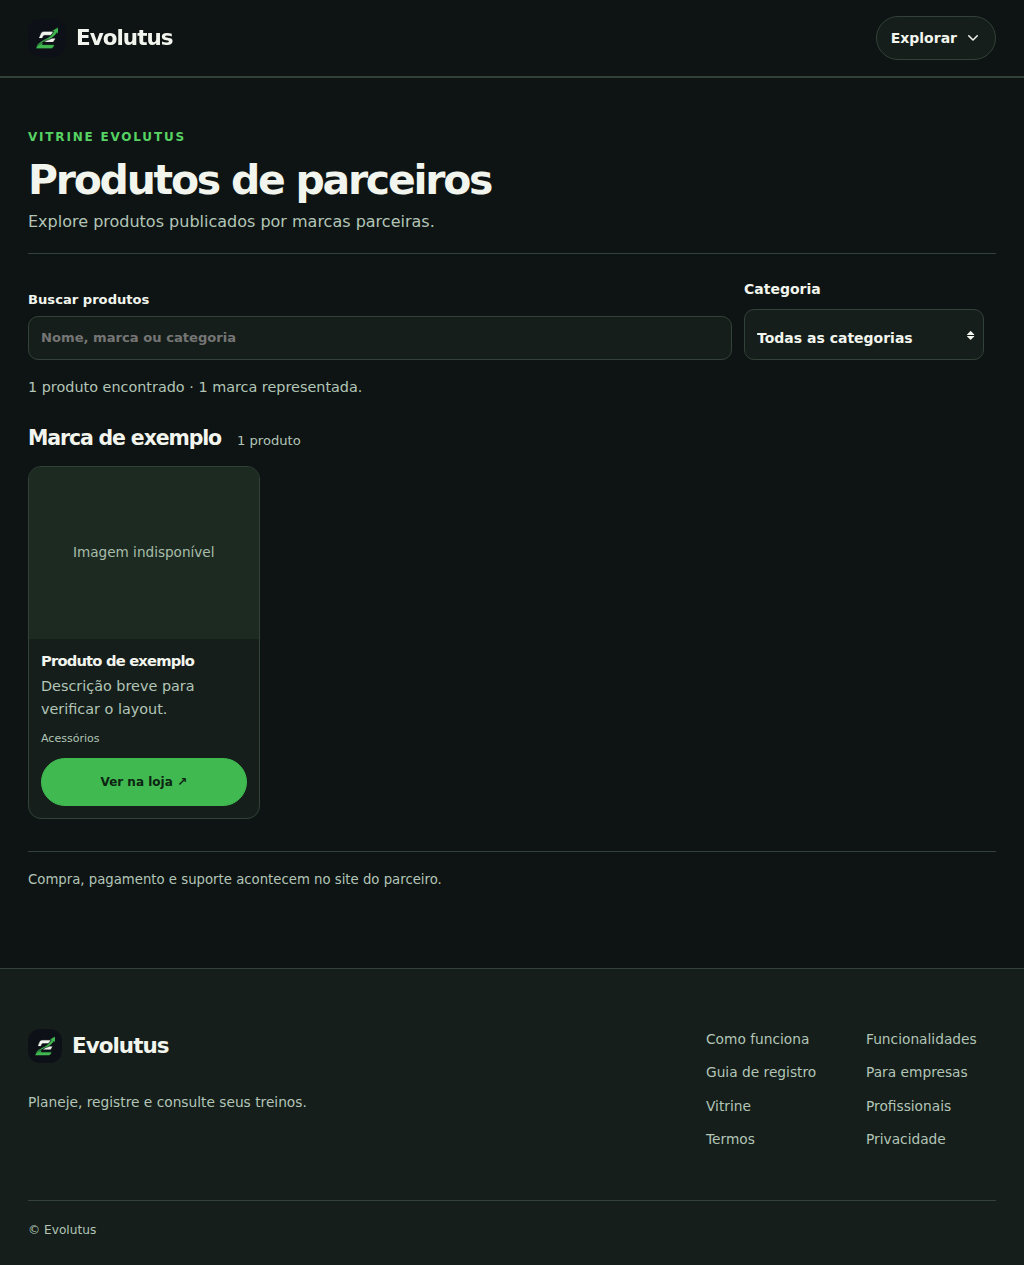 Evolutus
Explorar
VITRINE EVOLUTUS
Produtos de parceiros
Explore produtos publicados por marcas parceiras.
Buscar produtos
Categoria
Nome, marca ou categoria
Todas as categorias
1 produto encontrado · 1 marca representada.
Marca de exemplo 1 produto
Imagem indisponível
Produto de exemplo
Descrição breve para
verificar o layout.
Acessórios
Ver na loja ↗
Compra, pagamento e suporte acontecem no site do parceiro.
Evolutus
Planeje, registre e consulte seus treinos.
Como funciona
Funcionalidades
Guia de registro
Para empresas
Vitrine
Profissionais
Termos
Privacidade
© Evolutus